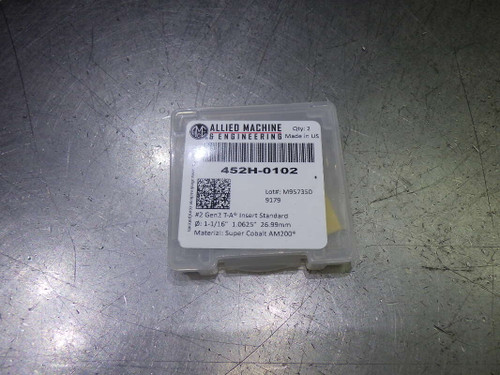 ALLIED MACHINE
& ENGINEERING
Qty: 2
Made in US
452H-0102
Lot#: M957350
9179
#2 Gen2 T-A® Insert Standard
Ø: 1-1/16" 1.0625" 26.99mm
Material: Super Cobalt AM200®